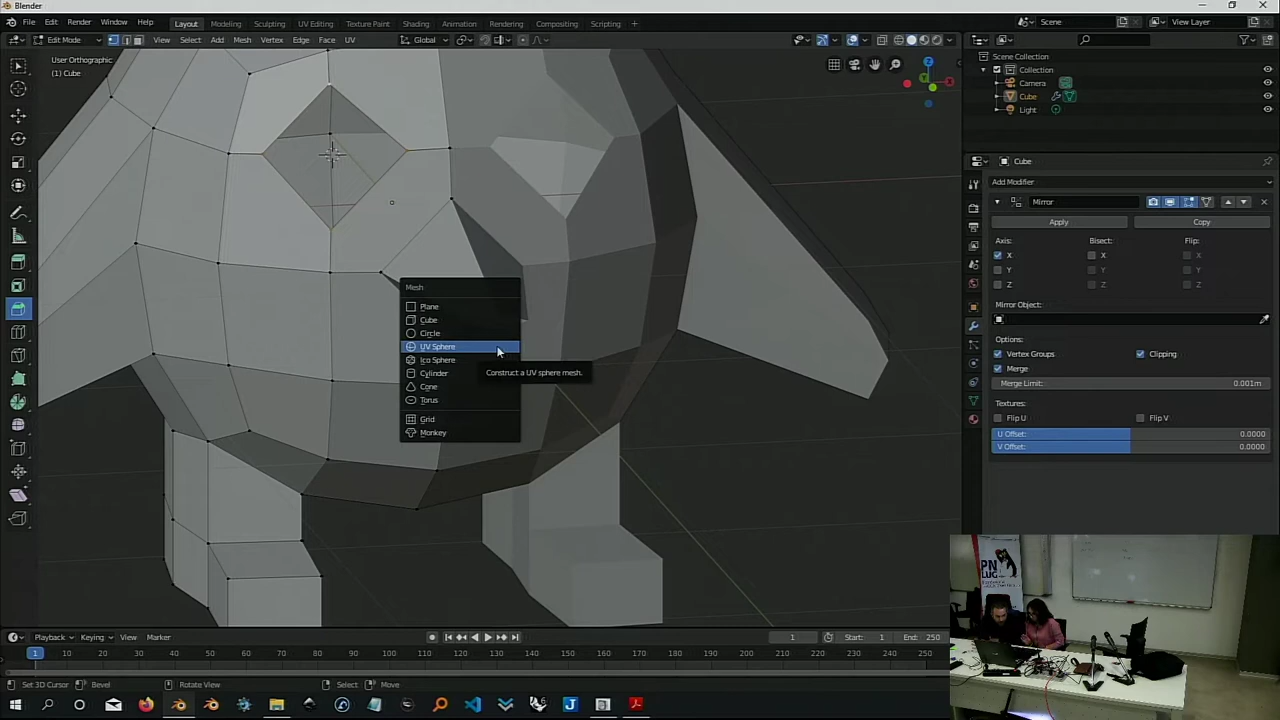 Blender
File Edit Render Window Help
Layout Modeling Sculpting UV Editing Texture Paint Shading Animation Rendering Compositing Scripting +
Scene
View Layer
Edit Mode
View Select Add Mesh Vertex Edge Face UV
Global
User Orthographic
(1) Cube
Scene Collection
Collection
Camera
Cube
Light
Cube
Add Modifier
Mirror
Apply
Copy
Axis:
Bisect:
Flip:
X
X
X
Y
Y
Y
Z
Z
Z
Mirror Object:
Options:
Vertex Groups
Clipping
Merge
Merge Limit:
0.001m
Textures:
Flip U
Flip V
U Offset:
0.0000
V Offset:
0.0000
Mesh
Plane
Cube
Circle
UV Sphere
Ico Sphere
Construct a UV sphere mesh.
Cylinder
Cone
Torus
Grid
Monkey
PN
LUG
Playback Keying View Marker
1
Start: 1
End: 250
1 10 20 30 40 50 60 70 80 90 100 110 120 130 140 150 160 170 180 190 200 210 220 230 240 250
Set 3D Cursor
Bevel
Rotate View
Select
Move